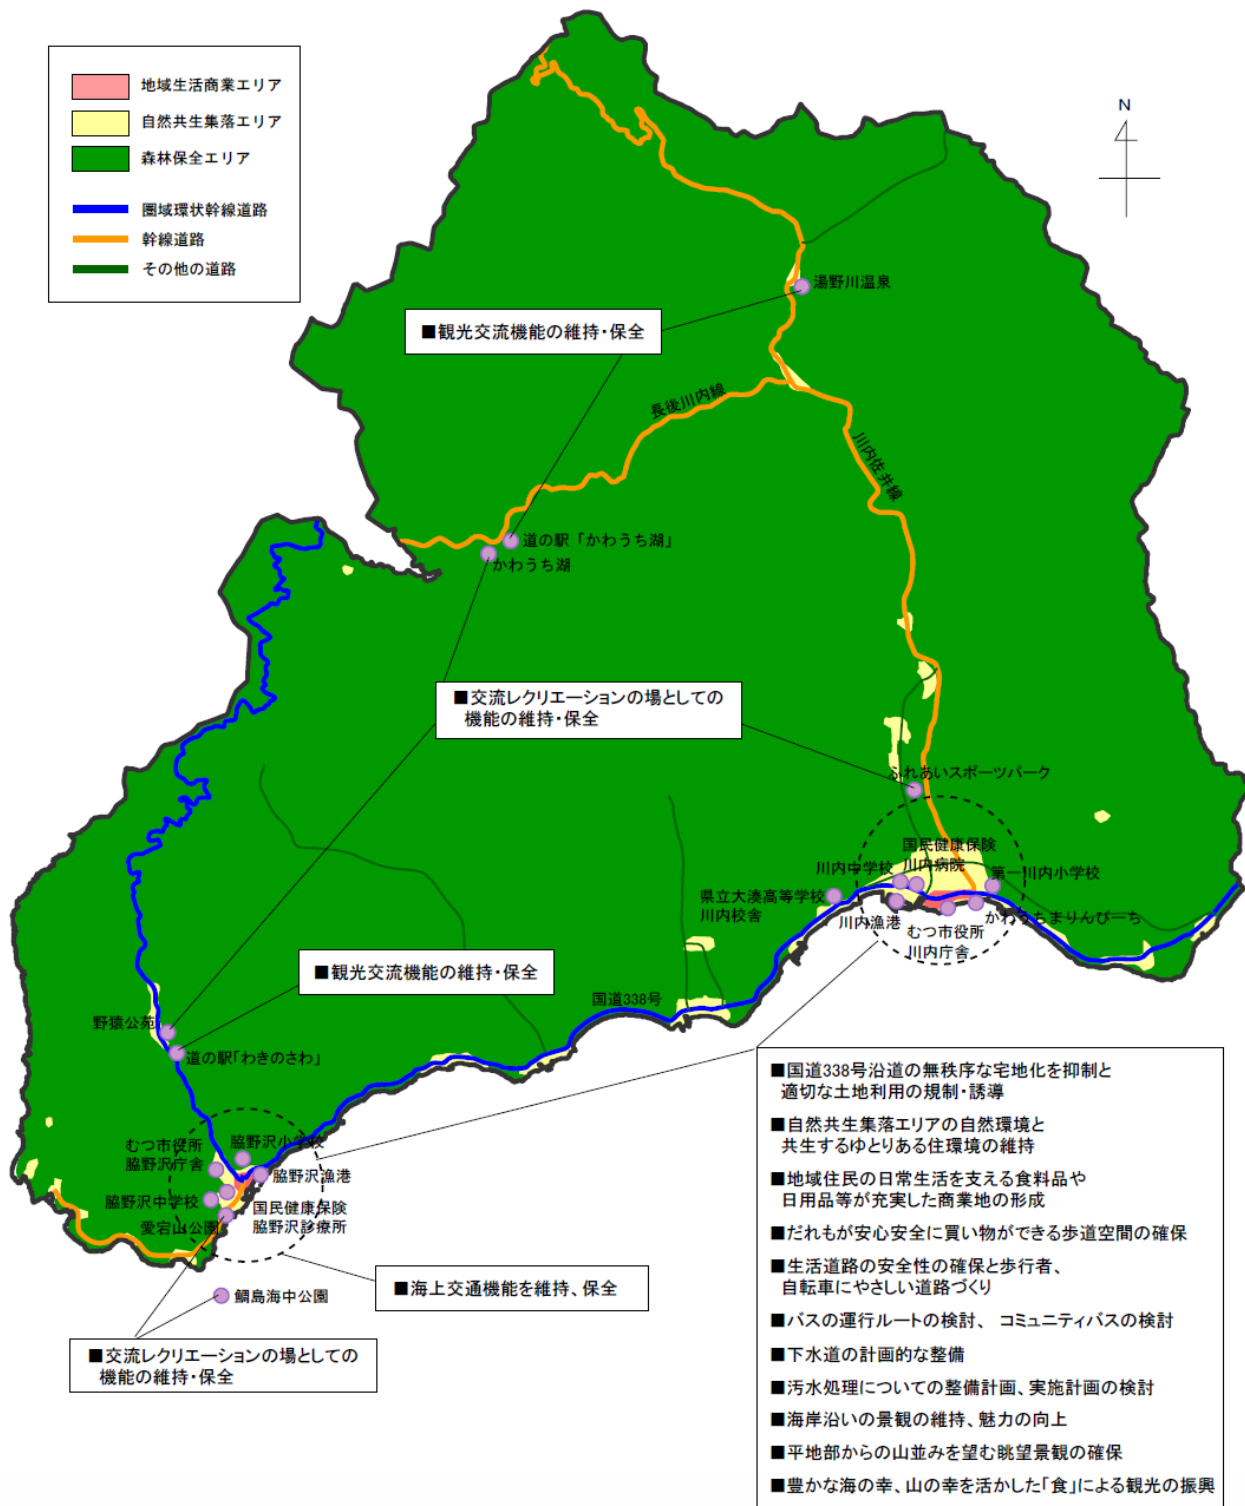 地域生活商業エリア
自然共生集落エリア
森林保全エリア
圏域環状幹線道路
幹線道路
その他の道路
N
湯野川温泉
■観光交流機能の維持・保全
長後川内線
川内佐井線
道の駅「かわうち湖」
かわうち湖
■交流レクリエーションの場としての
機能の維持・保全
ふれあいスポーツパーク
国民健康保険
川内病院
川内中学校
第一川内小学校
県立大湊高等学校
川内校舎
川内漁港
かわうちまりんびーち
むつ市役所
川内庁舎
■観光交流機能の維持・保全
国道338号
野猿公苑
道の駅「わきのさわ」
むつ市役所
脇野沢庁舎
脇野沢小学校
脇野沢漁港
脇野沢中学校
国民健康保険
脇野沢診療所
愛宕山公園
■海上交通機能を維持、保全
鯛島海中公園
■交流レクリエーションの場としての
機能の維持・保全
■国道338号沿道の無秩序な宅地化を抑制と
適切な土地利用の規制・誘導
■自然共生集落エリアの自然環境と
共生するゆとりある住環境の維持
■地域住民の日常生活を支える食料品や
日用品等が充実した商業地の形成
■だれもが安心安全に買い物ができる歩道空間の確保
■生活道路の安全性の確保と歩行者、
自転車にやさしい道路づくり
■バスの運行ルートの検討、 コミュニティバスの検討
■下水道の計画的な整備
■汚水処理についての整備計画、実施計画の検討
■海岸沿いの景観の維持、魅力の向上
■平地部からの山並みを望む眺望景観の確保
■豊かな海の幸、山の幸を活かした「食」による観光の振興